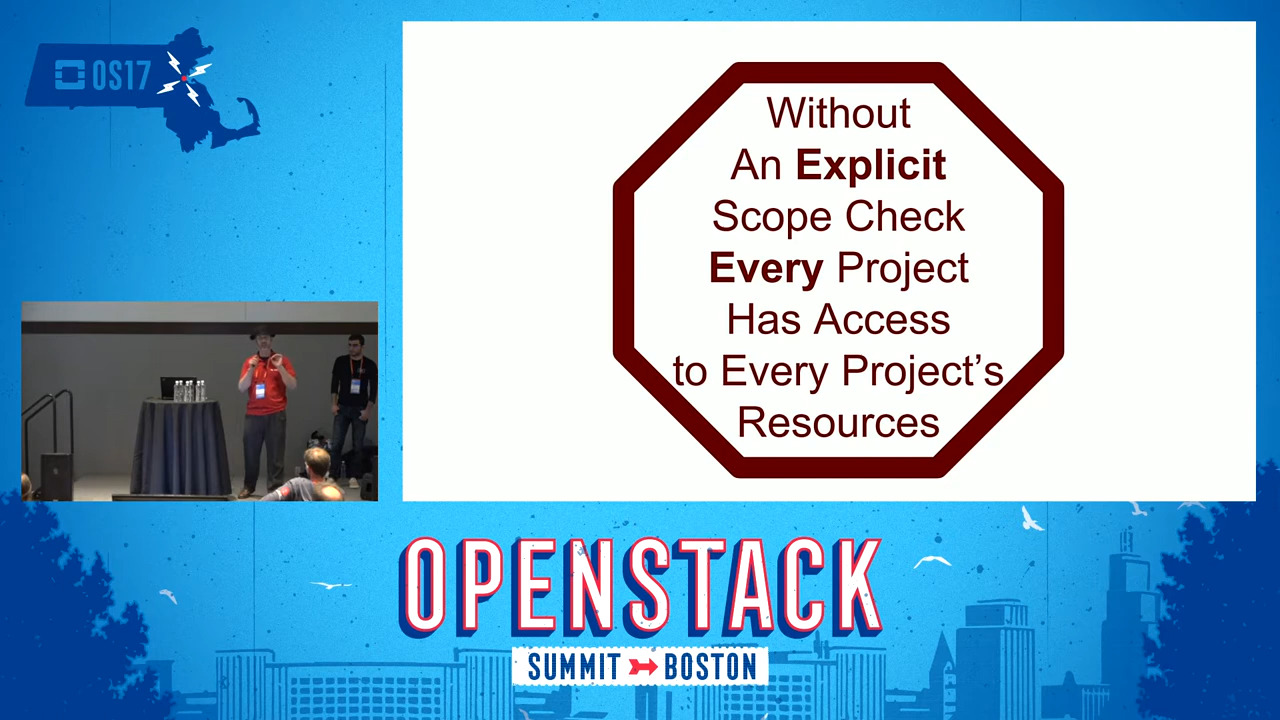 OS17
Without
An Explicit
Scope Check
Every Project
Has Access
to Every Project’s
Resources
OPENSTACK
SUMMIT BOSTON